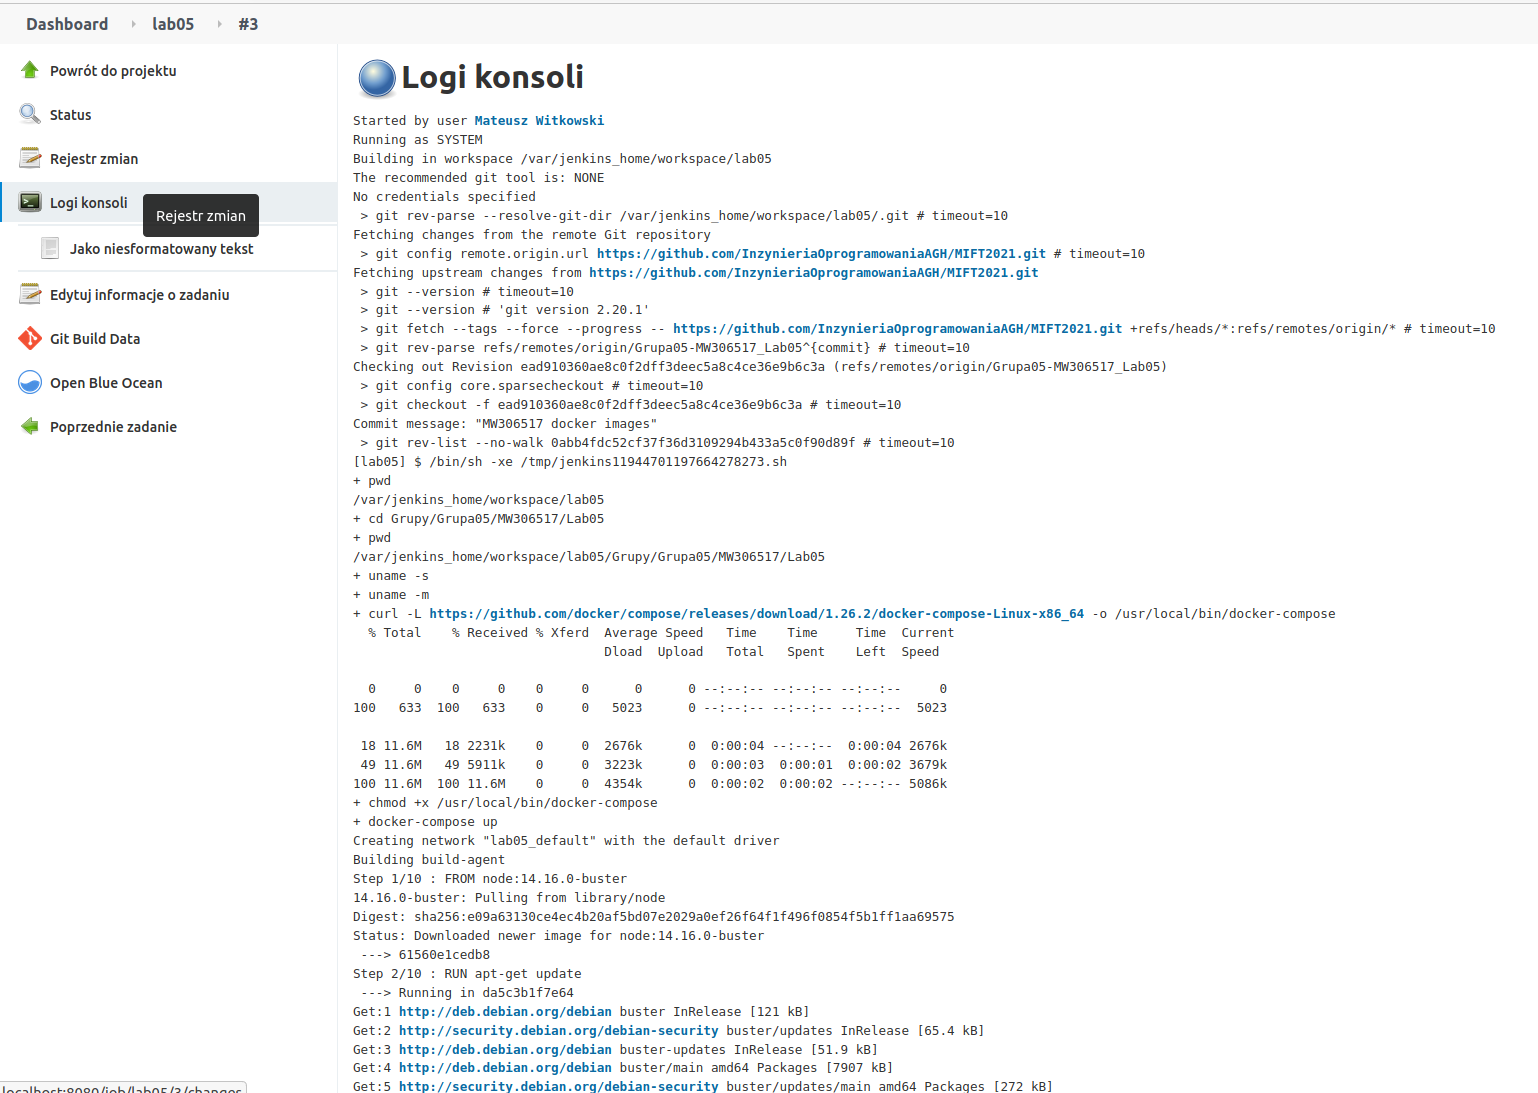 Dashboard lab05 #3
Powrót do projektu
Status
Rejestr zmian
Logi konsoli
Rejestr zmian
Jako niesformatowany tekst
Edytuj informacje o zadaniu
Git Build Data
Open Blue Ocean
Poprzednie zadanie
Logi konsoli
Started by user Mateusz Witkowski
Running as SYSTEM
Building in workspace /var/jenkins_home/workspace/lab05
The recommended git tool is: NONE
No credentials specified
 > git rev-parse --resolve-git-dir /var/jenkins_home/workspace/lab05/.git # timeout=10
Fetching changes from the remote Git repository
 > git config remote.origin.url https://github.com/InzynieriaOprogramowaniaAGH/MIFT2021.git # timeout=10
Fetching upstream changes from https://github.com/InzynieriaOprogramowaniaAGH/MIFT2021.git
 > git --version # timeout=10
 > git --version # 'git version 2.20.1'
 > git fetch --tags --force --progress -- https://github.com/InzynieriaOprogramowaniaAGH/MIFT2021.git +refs/heads/*:refs/remotes/origin/* # timeout=10
 > git rev-parse refs/remotes/origin/Grupa05-MW306517_Lab05^{commit} # timeout=10
Checking out Revision ead910360ae8c0f2dff3deec5a8c4ce36e9b6c3a (refs/remotes/origin/Grupa05-MW306517_Lab05)
 > git config core.sparsecheckout # timeout=10
 > git checkout -f ead910360ae8c0f2dff3deec5a8c4ce36e9b6c3a # timeout=10
Commit message: "MW306517 docker images"
 > git rev-list --no-walk 0abb4fdc52cf37f36d3109294b433a5c0f90d89f # timeout=10
[lab05] $ /bin/sh -xe /tmp/jenkins11944701197664278273.sh
+ pwd
/var/jenkins_home/workspace/lab05
+ cd Grupy/Grupa05/MW306517/Lab05
+ pwd
/var/jenkins_home/workspace/lab05/Grupy/Grupa05/MW306517/Lab05
+ uname -s
+ uname -m
+ curl -L https://github.com/docker/compose/releases/download/1.26.2/docker-compose-Linux-x86_64 -o /usr/local/bin/docker-compose
  % Total    % Received % Xferd  Average Speed   Time    Time     Time  Current
                                 Dload  Upload   Total   Spent    Left  Speed
  0     0    0     0    0     0      0      0 --:--:-- --:--:-- --:--:--     0
100   633  100   633    0     0   5023      0 --:--:-- --:--:-- --:--:--  5023
 18 11.6M   18 2231k    0     0  2676k      0  0:00:04 --:--:--  0:00:04 2676k
 49 11.6M   49 5911k    0     0  3223k      0  0:00:03  0:00:01  0:00:02 3679k
100 11.6M  100 11.6M    0     0  4354k      0  0:00:02  0:00:02 --:--:-- 5086k
+ chmod +x /usr/local/bin/docker-compose
+ docker-compose up
Creating network "lab05_default" with the default driver
Building build-agent
Step 1/10 : FROM node:14.16.0-buster
14.16.0-buster: Pulling from library/node
Digest: sha256:e09a63130ce4ec4b20af5bd07e2029a0ef26f64f1f496f0854f5b1ff1aa69575
Status: Downloaded newer image for node:14.16.0-buster
 ---> 61560e1cedb8
Step 2/10 : RUN apt-get update
 ---> Running in da5c3b1f7e64
Get:1 http://deb.debian.org/debian buster InRelease [121 kB]
Get:2 http://security.debian.org/debian-security buster/updates InRelease [65.4 kB]
Get:3 http://deb.debian.org/debian buster-updates InRelease [51.9 kB]
Get:4 http://deb.debian.org/debian buster/main amd64 Packages [7907 kB]
Get:5 http://security.debian.org/debian-security buster/updates/main amd64 Packages [272 kB]
localhost:8080/job/lab05/3/changes